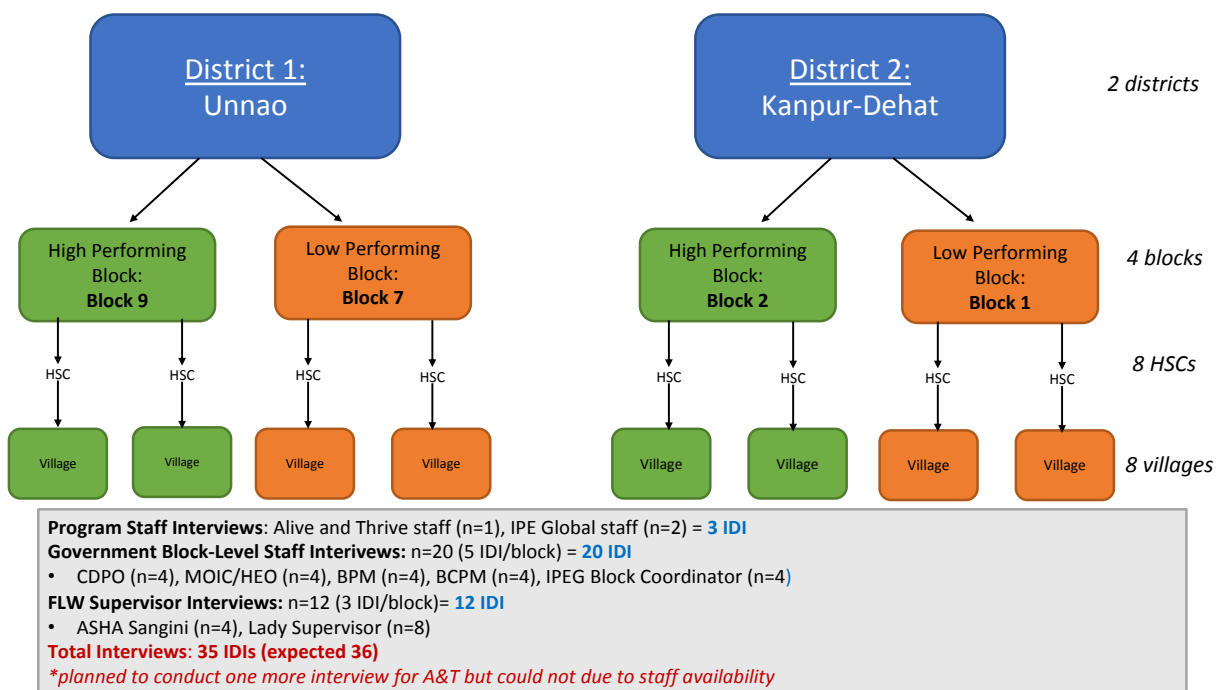 District 1:
Unnao
District 2:
Kanpur-Dehat
2 districts
High Performing
Block:
Block 9
Low Performing
Block:
Block 7
High Performing
Block:
Block 2
Low Performing
Block:
Block 1
4 blocks
HSC
HSC
HSC
HSC
HSC
HSC
HSC
HSC
8 HSCs
Village
Village
Village
Village
Village
Village
Village
Village
8 villages
Program Staff Interviews: Alive and Thrive staff (n=1), IPE Global staff (n=2) = 3 IDI
Government Block-Level Staff Interivews: n=20 (5 IDI/block) = 20 IDI
• CDPO (n=4), MOIC/HEO (n=4), BPM (n=4), BCPM (n=4), IPEG Block Coordinator (n=4)
FLW Supervisor Interviews: n=12 (3 IDI/block)= 12 IDI
• ASHA Sangini (n=4), Lady Supervisor (n=8)
Total Interviews: 35 IDIs (expected 36)
*planned to conduct one more interview for A&T but could not due to staff availability